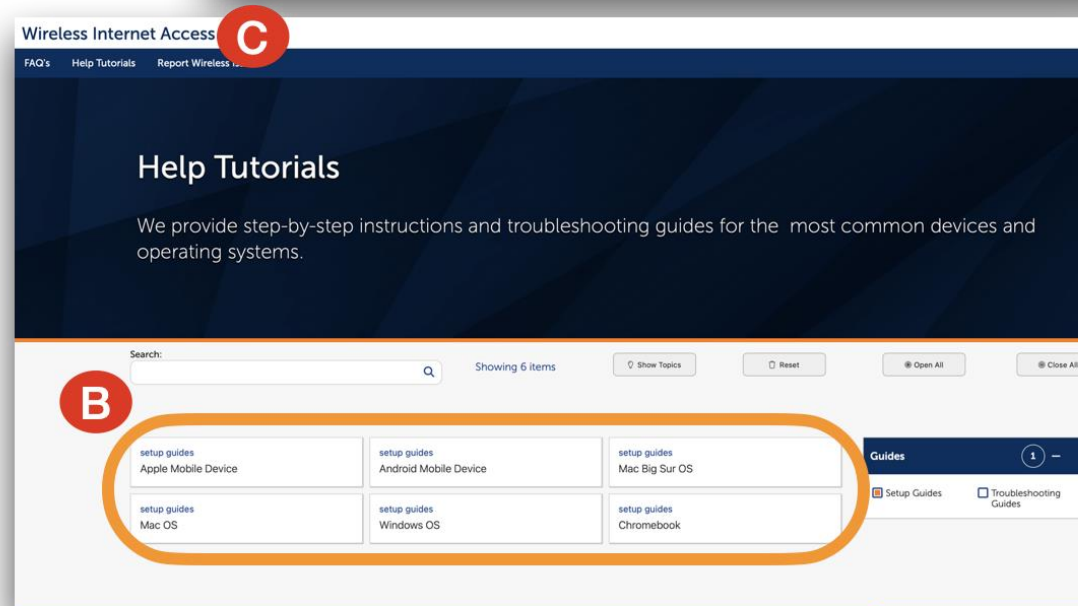 Wireless Internet Access
C
FAQ's Help Tutorials Report Wireless
Help Tutorials
We provide step-by-step instructions and troubleshooting guides for the most common devices and
operating systems.
Search:
Showing 6 items
Show Topics
Reset
Open All
Close All
B
setup guides
Apple Mobile Device
setup guides
Android Mobile Device
setup guides
Mac Big Sur OS
setup guides
Mac OS
setup guides
Windows OS
setup guides
Chromebook
Guides 1
Setup Guides
Troubleshooting
Guides